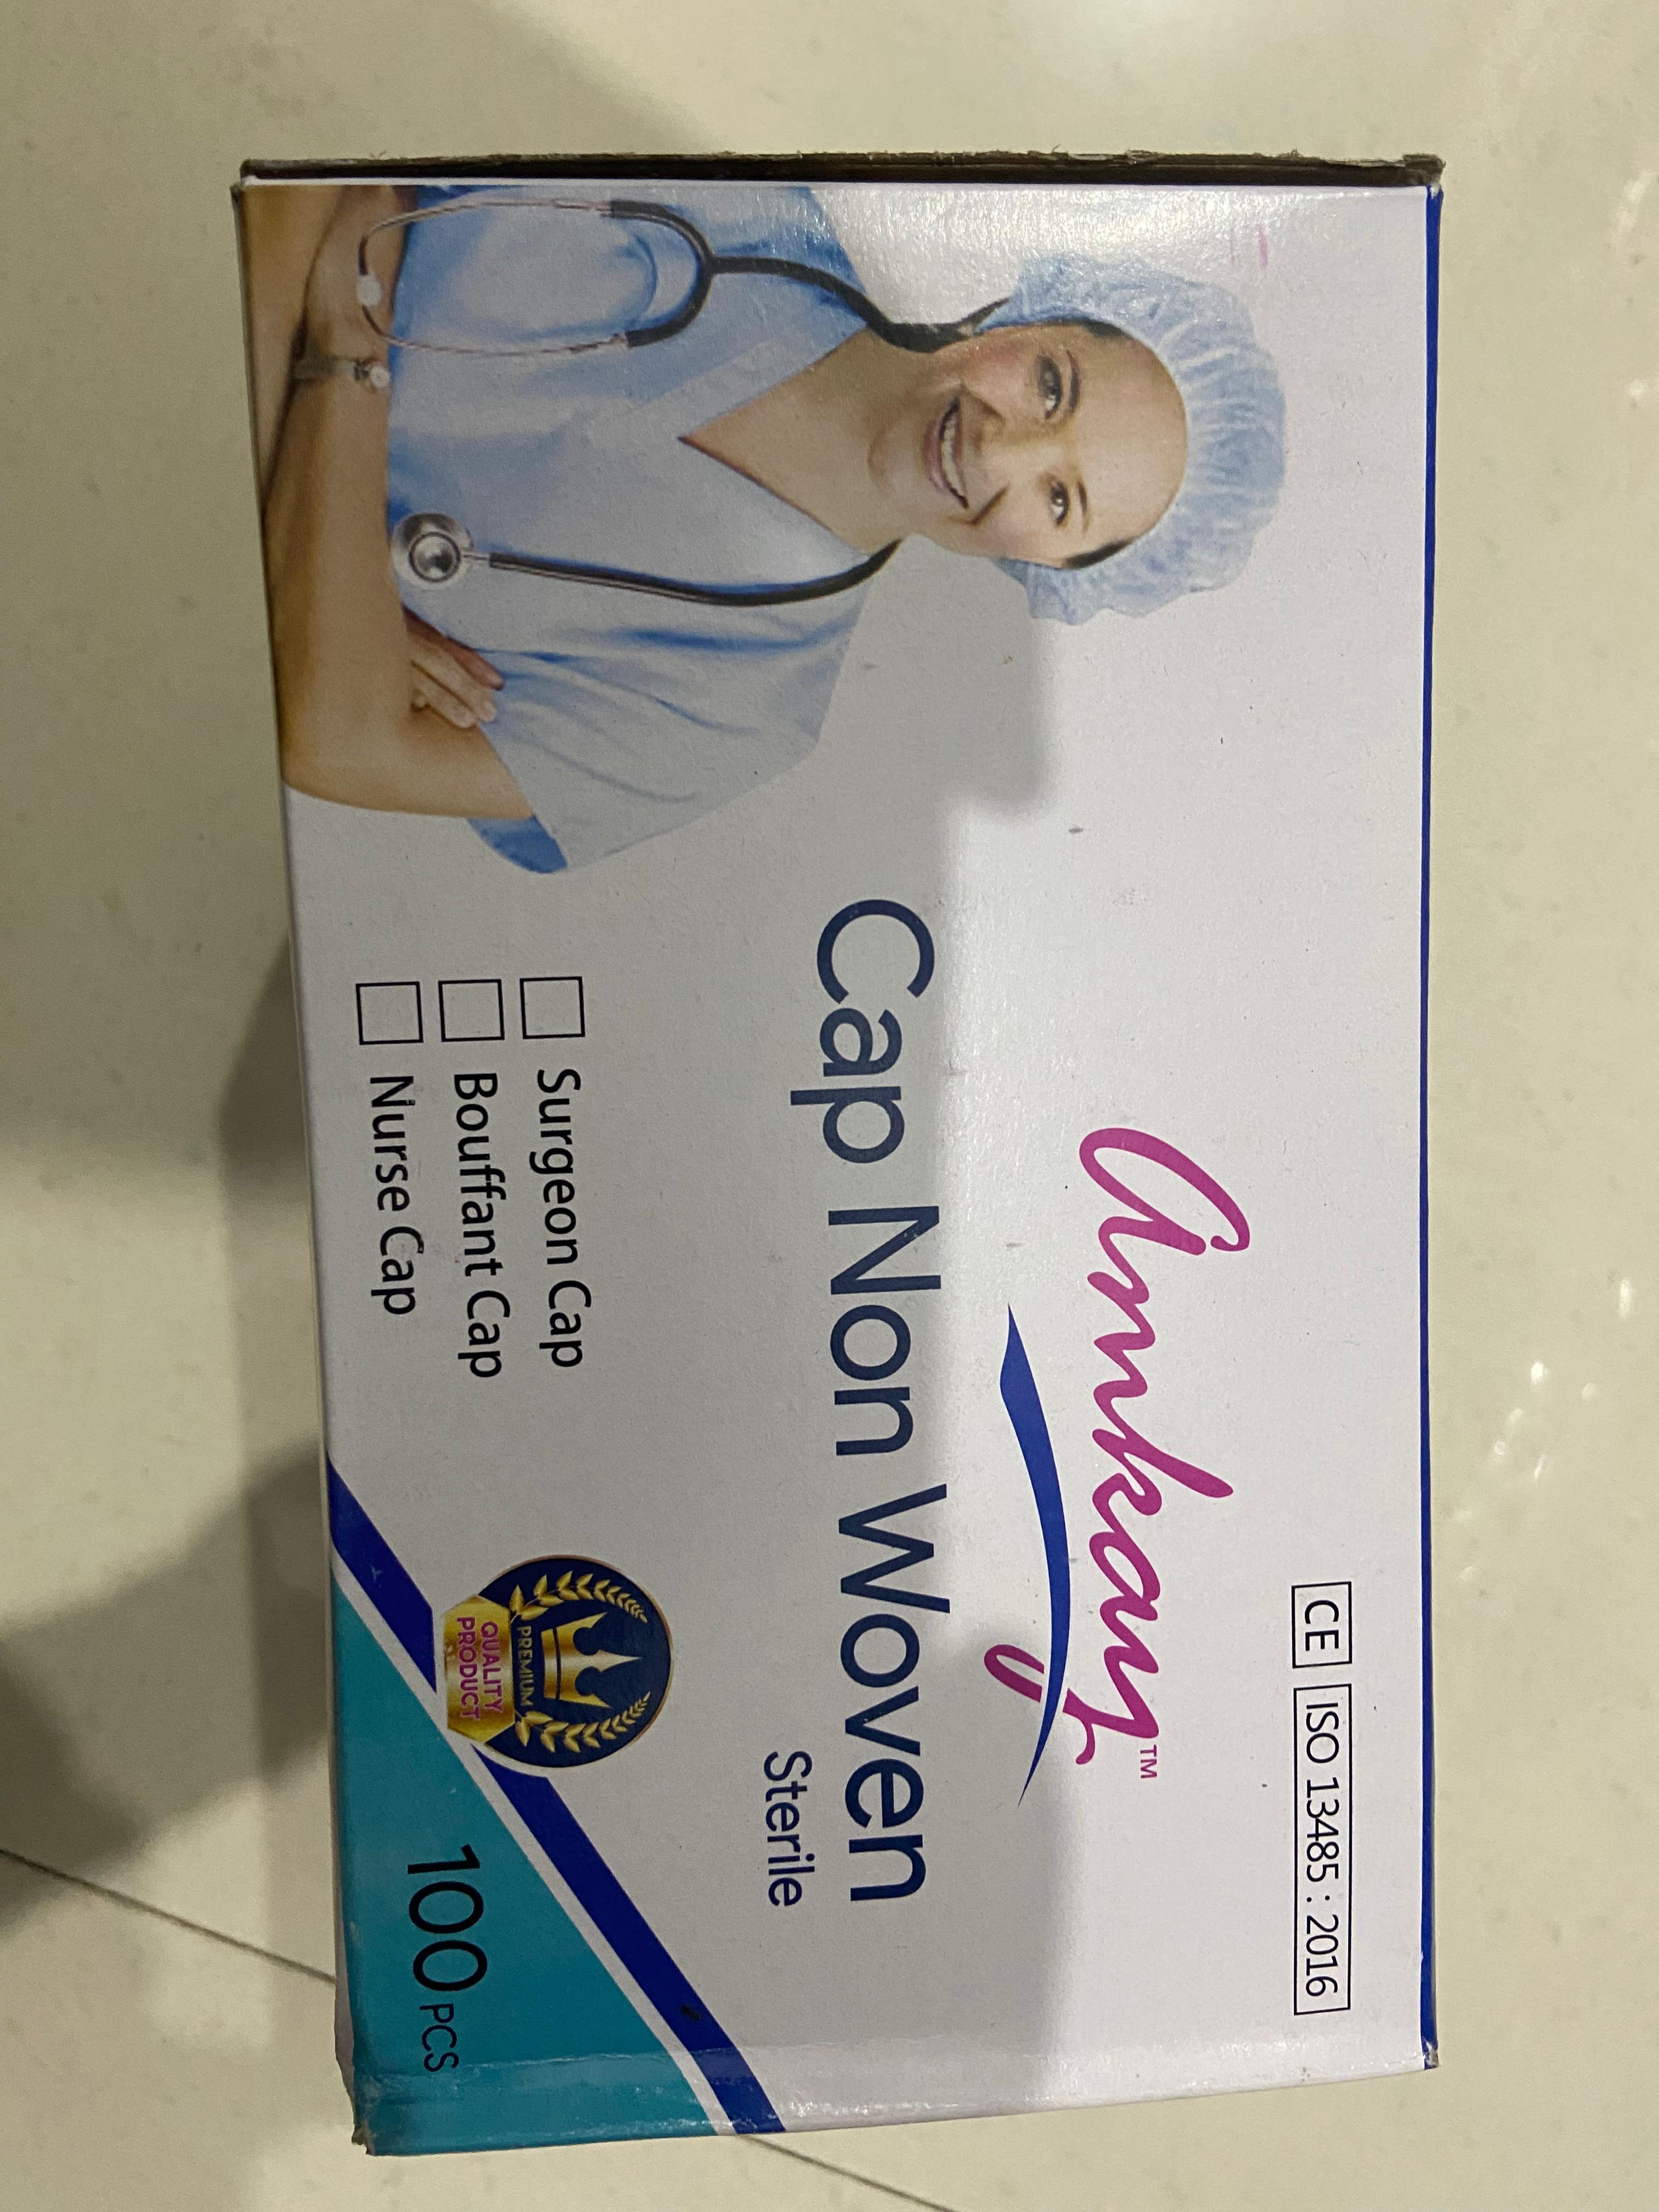 CE ISO 13485 : 2016
Amkay™
Cap Non Woven
Sterile
Surgeon Cap
Bouffant Cap
Nurse Cap
PREMIUM
QUALITY
PRODUCT
100 PCS